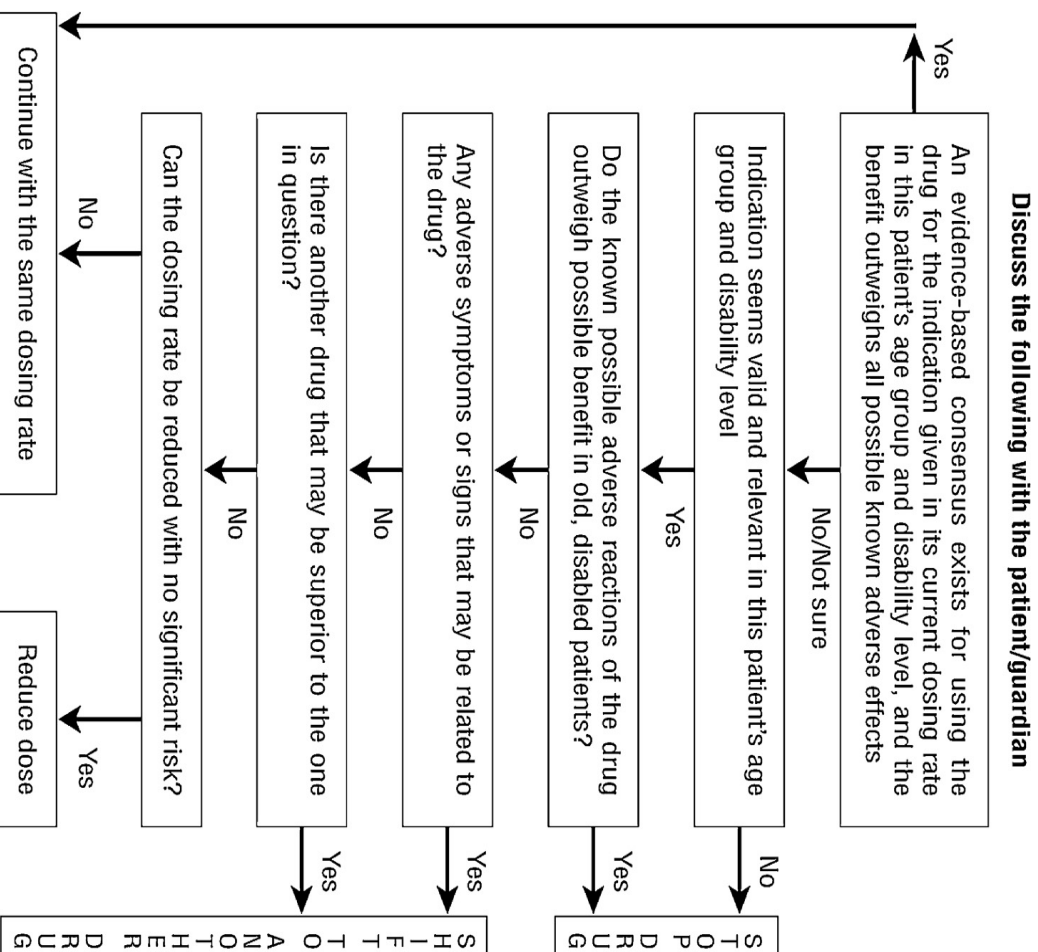 Discuss the following with the patient/guardian
An evidence-based consensus exists for using the
drug for the indication given in its current dosing rate
in this patient's age group and disability level, and the
benefit outweighs all possible known adverse effects
Yes
No/Not sure
Indication seems valid and relevant in this patient's age
group and disability level
No
Yes
Do the known possible adverse reactions of the drug
outweigh possible benefit in old, disabled patients?
Yes
No
STOP DRUG
Any adverse symptoms or signs that may be related to
the drug?
Yes
No
Is there another drug that may be superior to the one
in question?
Yes
No
SHIFT TO ANOTHER DRUG
Can the dosing rate be reduced with no significant risk?
No
Yes
Continue with the same dosing rate
Reduce dose